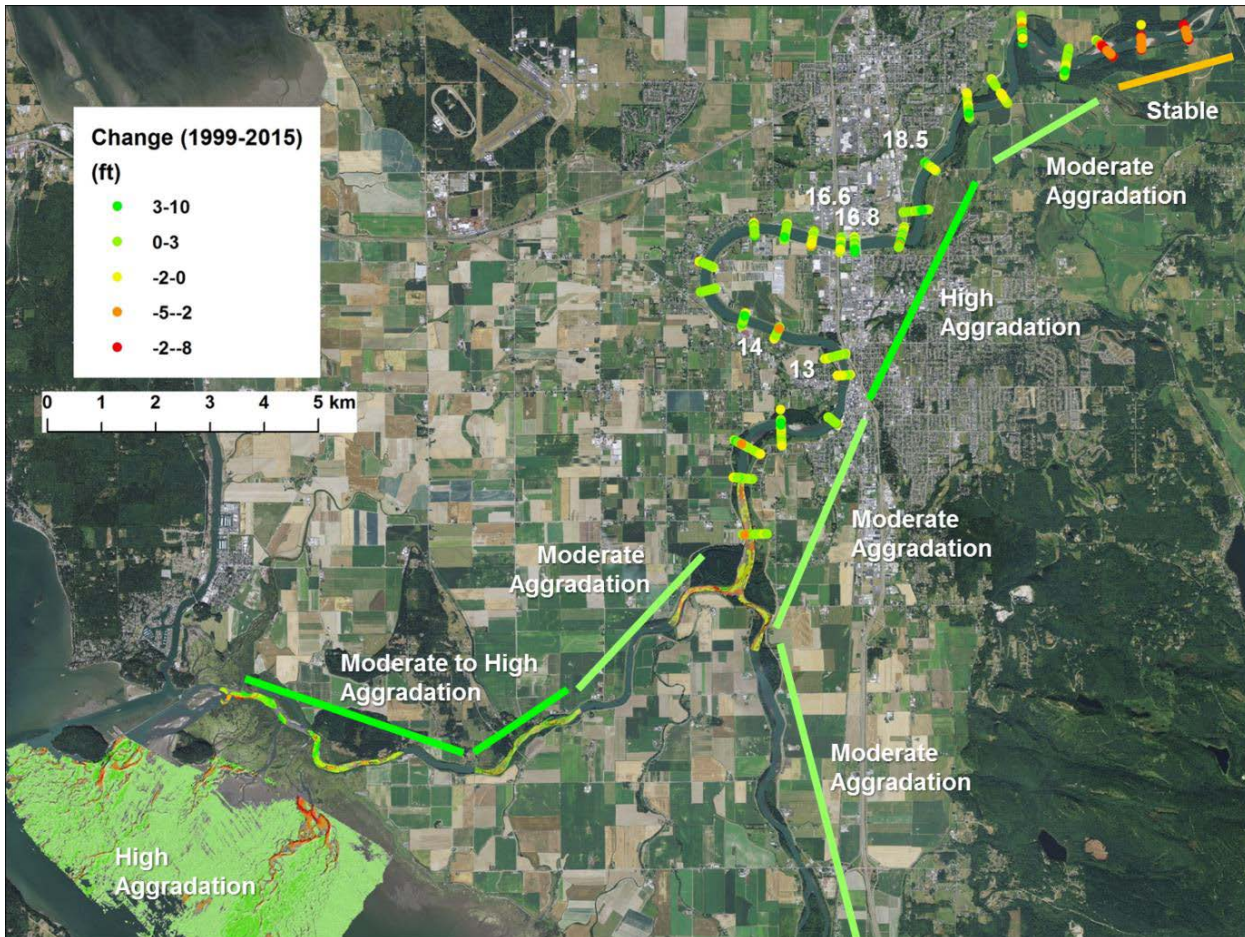 Change (1999-2015)
(ft)
3-10
0-3
-2-0
-5--2
-2--8
0 1 2 3 4 5 km
Stable
18.5
Moderate
Aggradation
16.6
16.8
High
Aggradation
14
13
Moderate
Aggradation
Moderate
Aggradation
Moderate to High
Aggradation
Moderate
Aggradation
High
Aggradation